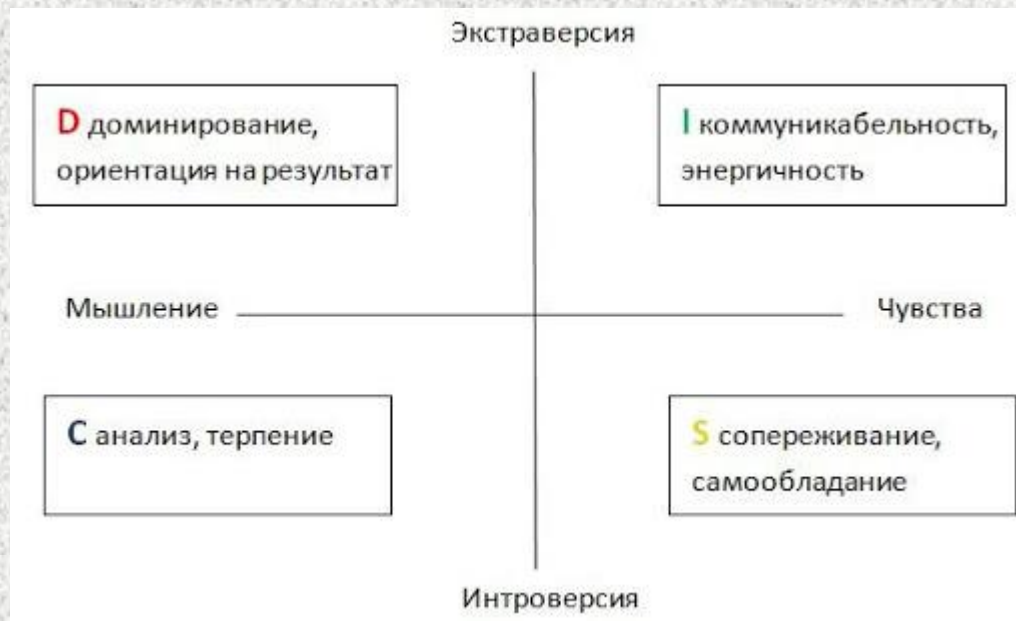 Экстраверсия
D доминирование,
ориентация на результат
I коммуникабельность,
энергичность
Мышление
Чувства
C анализ, терпение
S сопереживание,
самообладание
Интроверсия